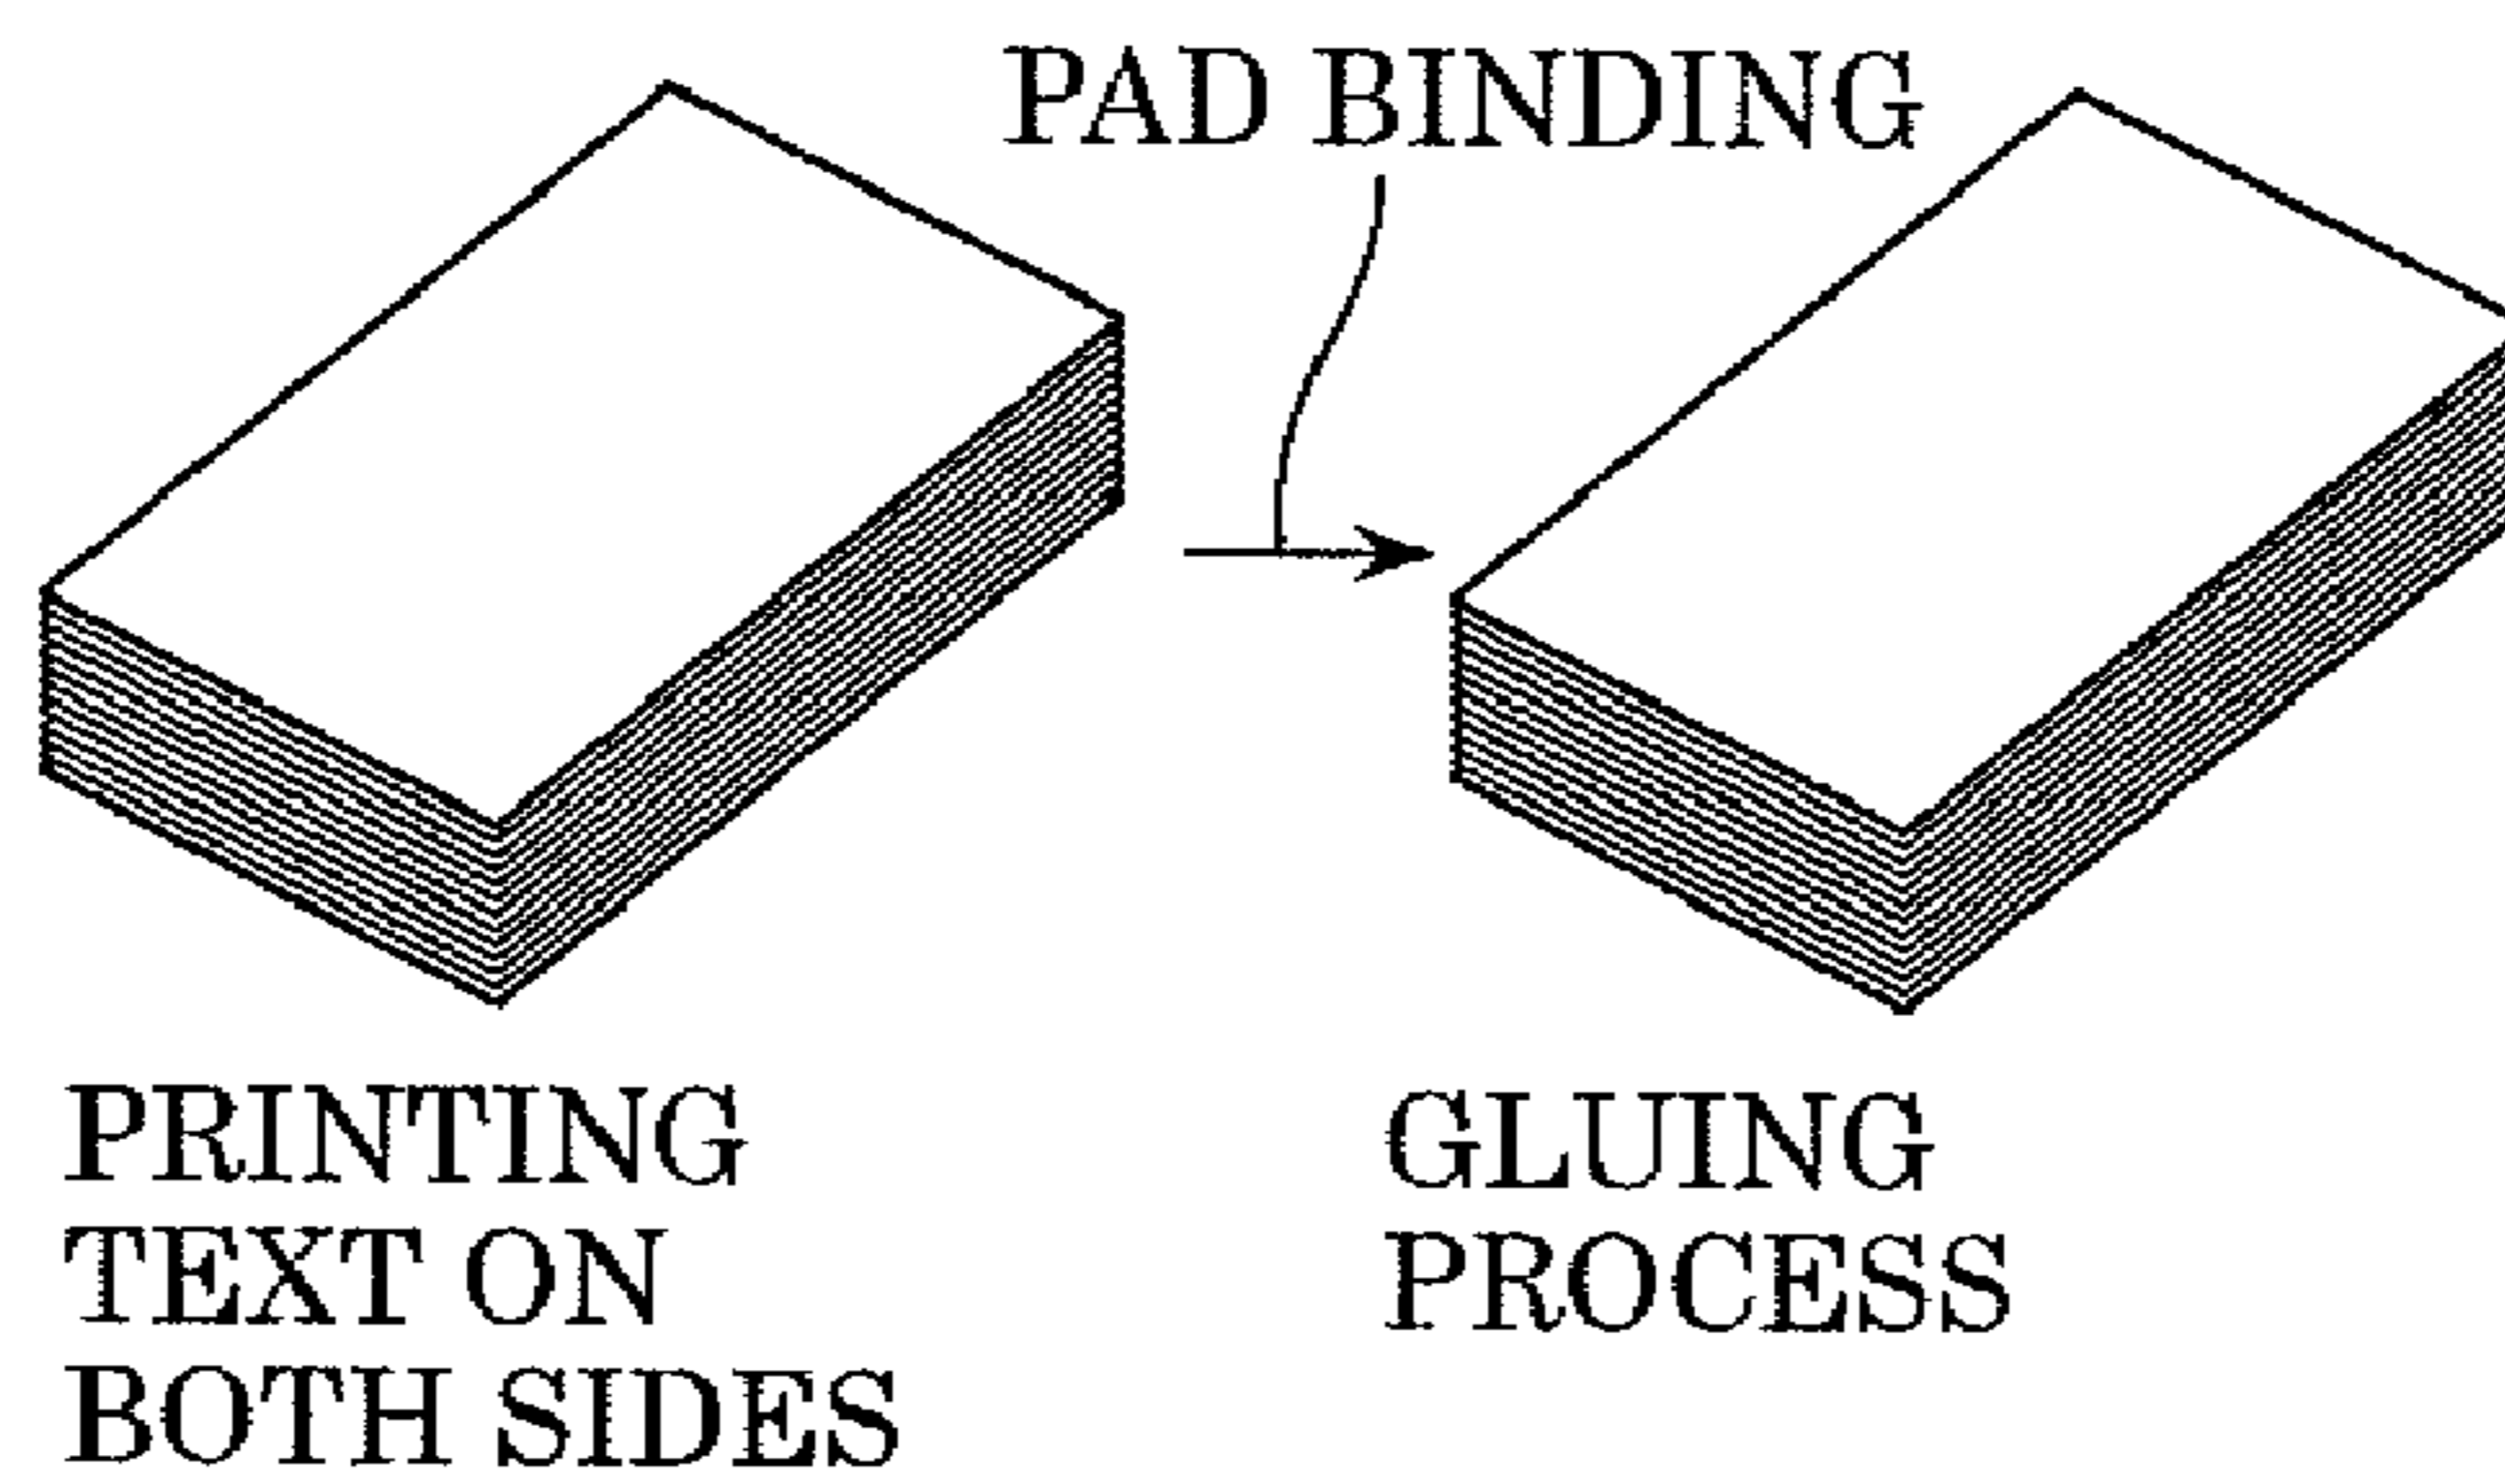 PAD BINDING
PRINTING
TEXT ON
BOTH SIDES
GLUING
PROCESS